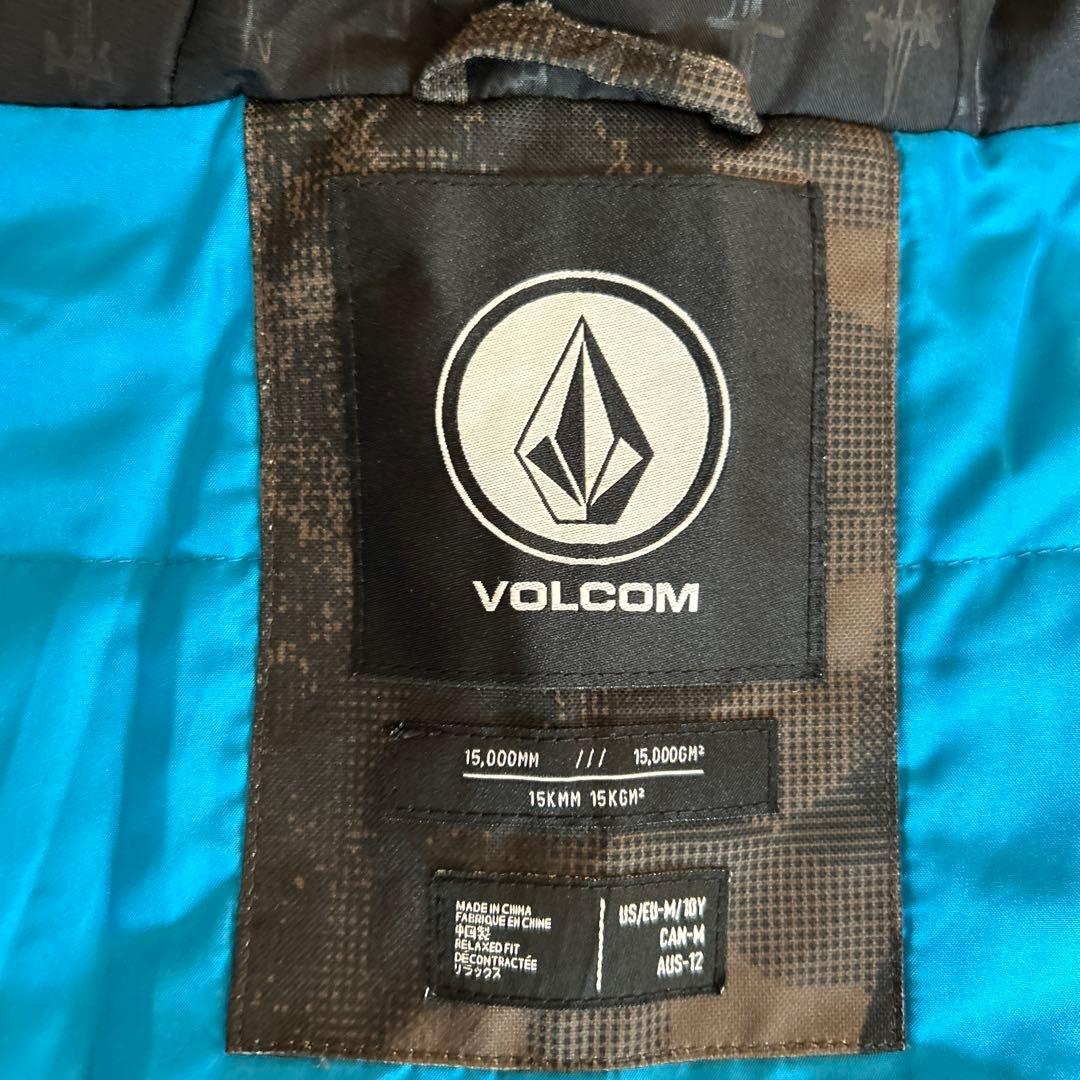 VOLCOM
15,000MM /// 15,000GM²
15KMM 15KGM²
MADE IN CHINA
FABRIQUE EN CHINE
中国製
RELAXED FIT
DÉCONTRACTÉE
リラックス
US/EU-M/10Y
CAN-M
AUS-12